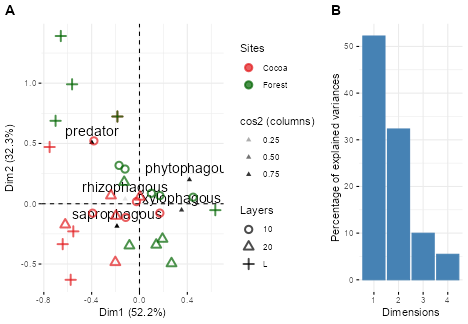 A
B
Dim2 (32.3%)
1.0
0.5
0.0
-0.5
predator
phytophagou
rhizophagous
xylophagous
saprophagous
-0.8
-0.4
0.0
0.4
Dim1 (52.2%)
Sites
Cocoa
Forest
cos2 (columns)
0.25
0.50
0.75
Layers
10
20
L
Percentage of explained variances
50
40
30
20
10
0
1
2
3
4
Dimensions